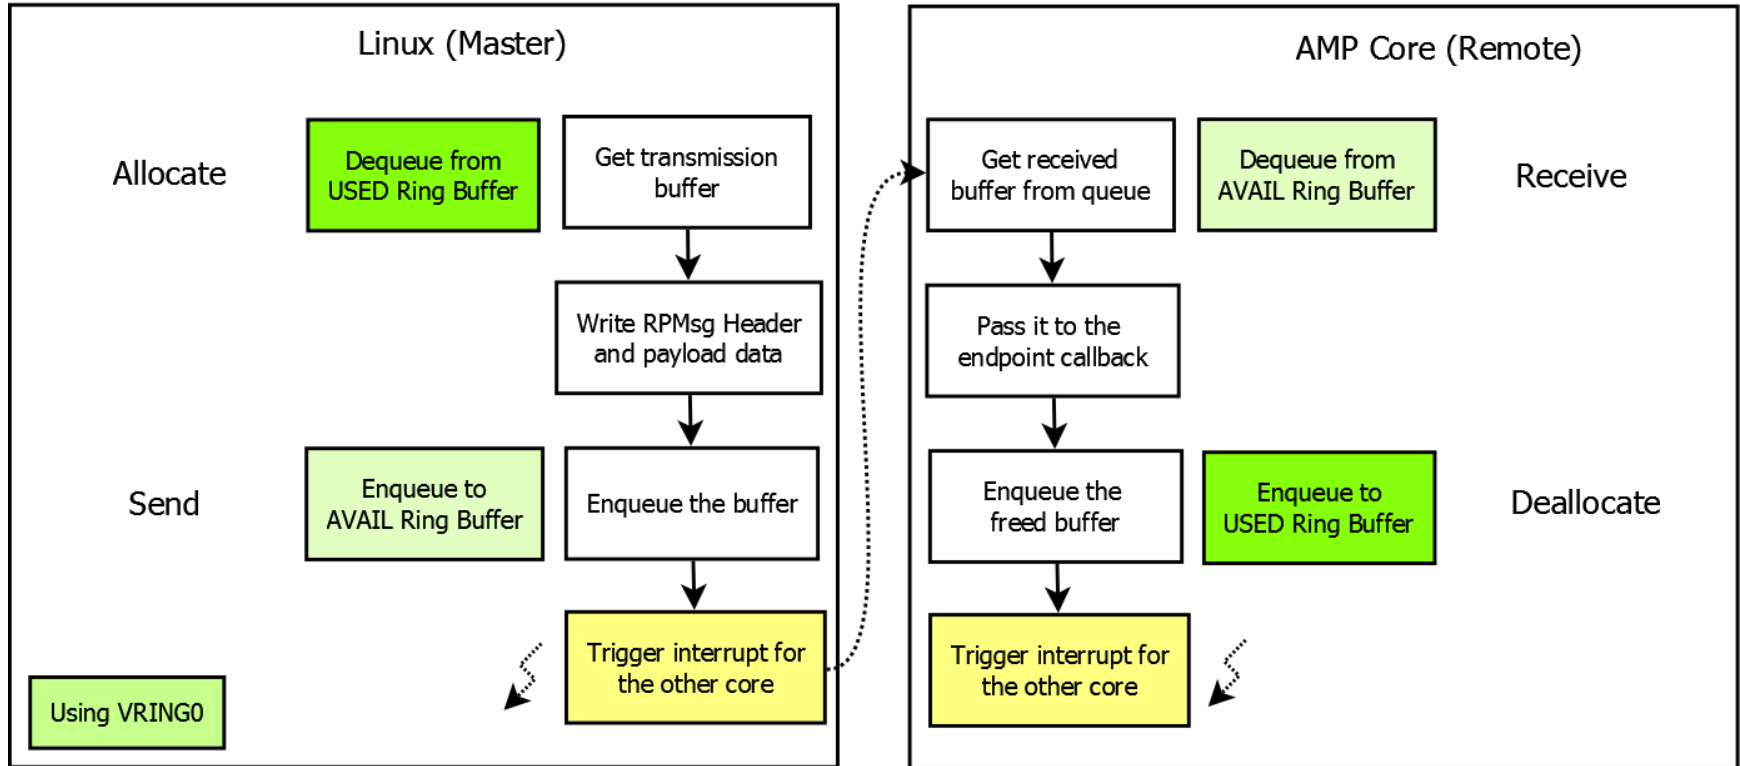 Linux (Master)
Allocate
Dequeue from
USED Ring Buffer
Get transmission
buffer
Write RPMsg Header
and payload data
Send
Enqueue to
AVAIL Ring Buffer
Enqueue the buffer
Trigger interrupt for
the other core
Using VRING0
AMP Core (Remote)
Get received
buffer from queue
Dequeue from
AVAIL Ring Buffer
Receive
Pass it to the
endpoint callback
Enqueue the
freed buffer
Enqueue to
USED Ring Buffer
Deallocate
Trigger interrupt for
the other core